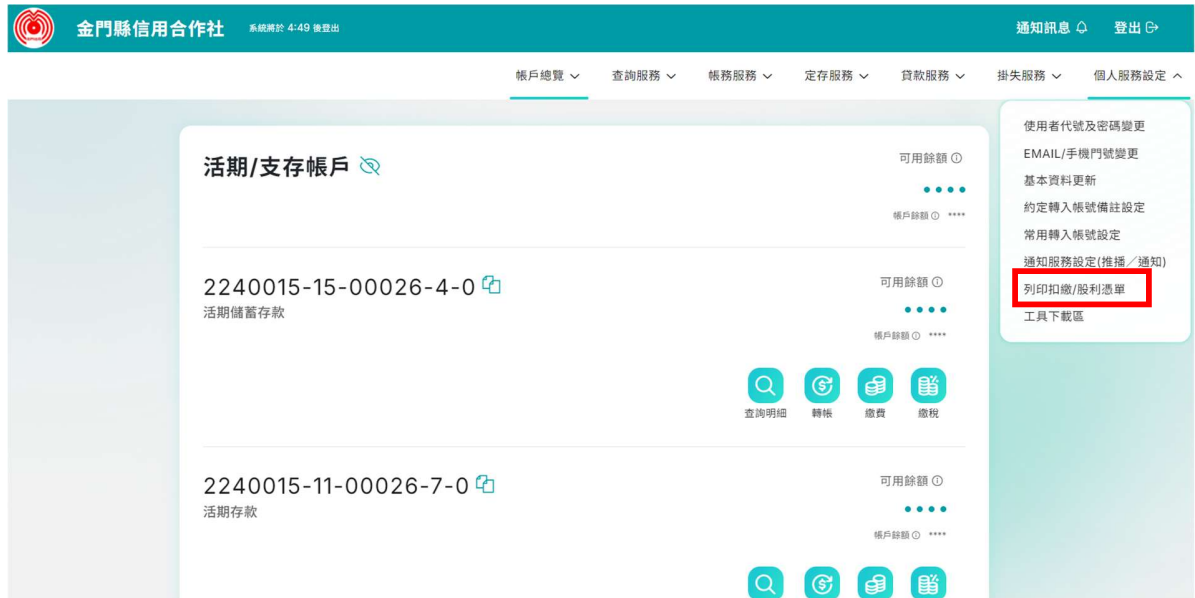 金門縣信用合作社 系統將於 4:49 後登出 通知訊息 登出
帳戶總覽 查詢服務 帳務服務 定存服務 貸款服務 掛失服務 個人服務設定
使用者代號及密碼變更
EMAIL/手機門號變更
基本資料更新
約定轉入帳號備註設定
常用轉入帳號設定
通知服務設定(推播／通知)
列印扣繳/股利憑單
工具下載區
活期/支存帳戶 可用餘額
••••
帳戶餘額 ****
2240015-15-00026-4-0 可用餘額
活期儲蓄存款 ••••
帳戶餘額 ****
查詢明細 轉帳 繳費 繳稅
2240015-11-00026-7-0 可用餘額
活期存款 ••••
帳戶餘額 ****